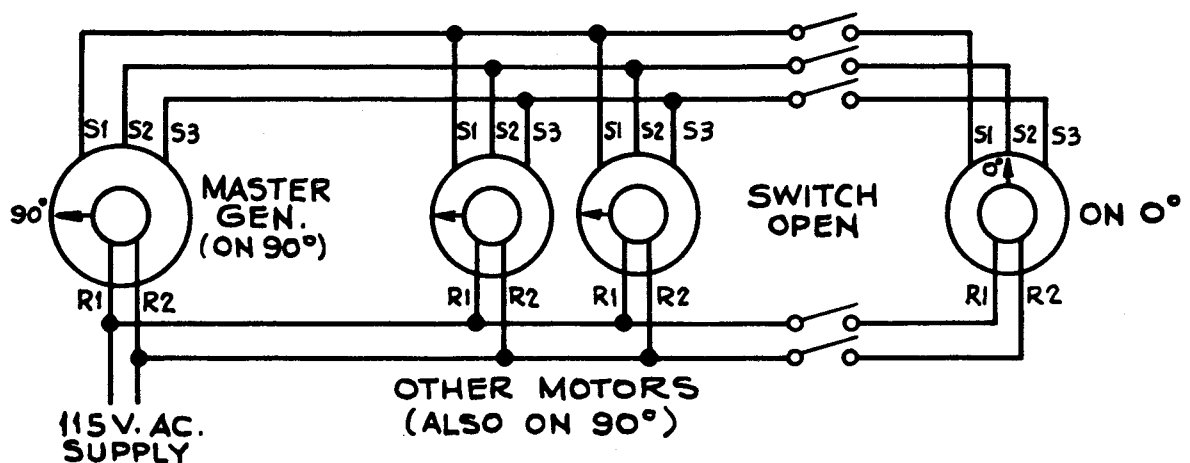 S1 S2 S3
S1 S2 S3
S1 S2 S3
S1 S2 S3
90°
MASTER
GEN.
(ON 90°)
SWITCH
OPEN
0°
ON 0°
R1 R2
R1 R2
R1 R2
R1 R2
OTHER MOTORS
(ALSO ON 90°)
115V. AC.
SUPPLY